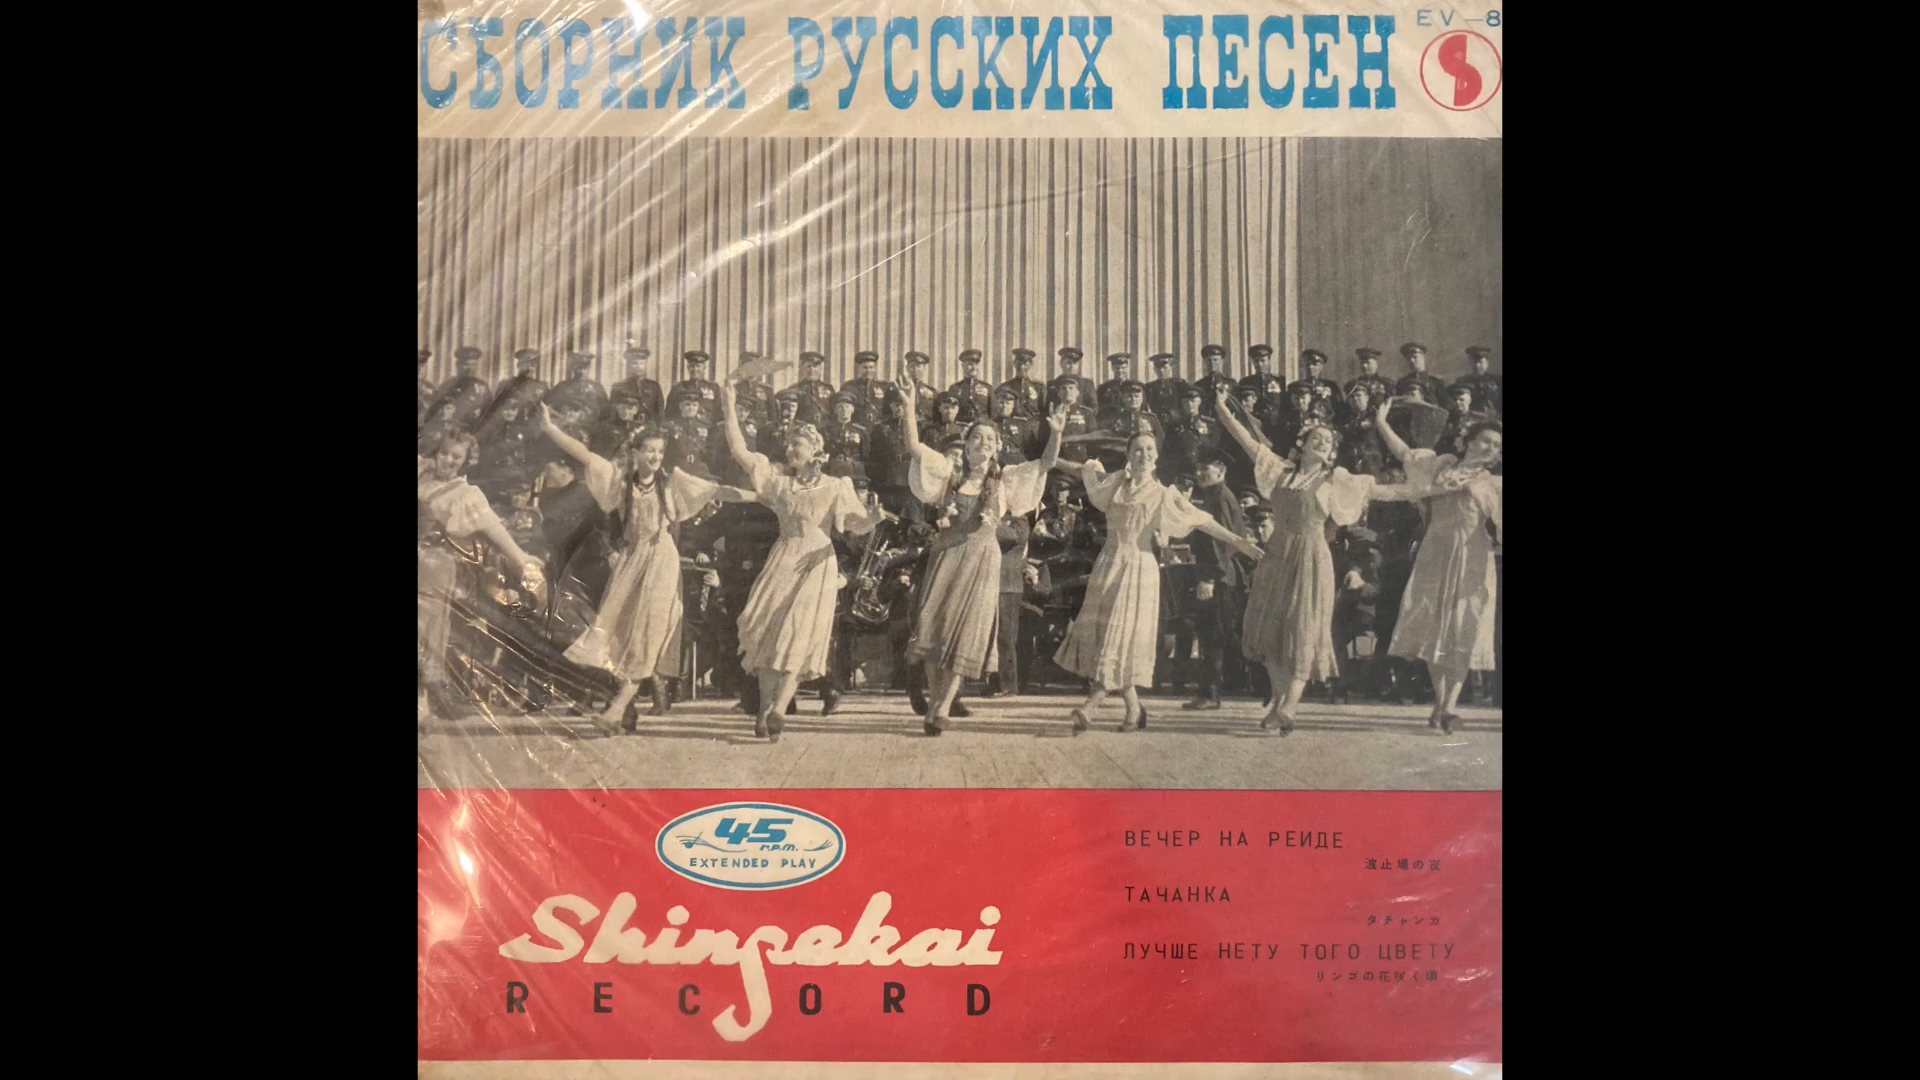 СБОРНИК РУССКИХ ПЕСЕН
EV-8
45
r.p.m.
EXTENDED PLAY
Shinsekai
RECORD
ВЕЧЕР НА РЕИДЕ
波止場の夜
ТАЧАНКА
タチャンカ
ЛУЧШЕ НЕТУ ТОГО ЦВЕТУ
リンゴの花咲く頃